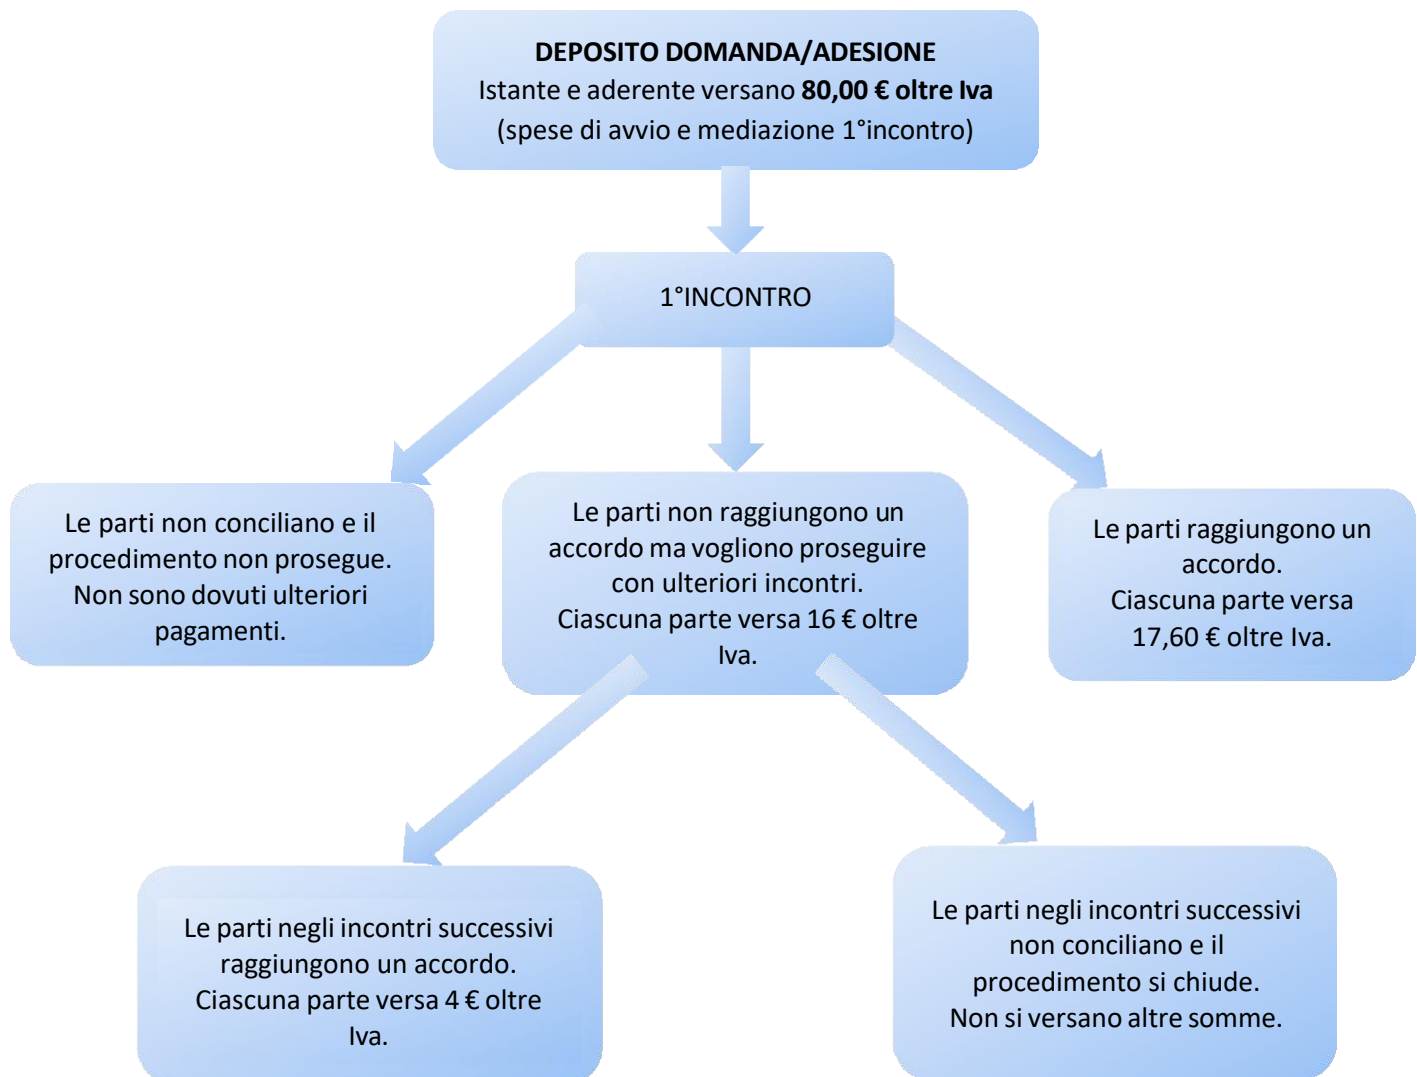 DEPOSITO DOMANDA/ADESIONE
Istante e aderente versano 80,00 € oltre Iva
(spese di avvio e mediazione 1°incontro)
1°INCONTRO
Le parti non conciliano e il
procedimento non prosegue.
Non sono dovuti ulteriori
pagamenti.
Le parti non raggiungono un
accordo ma vogliono proseguire
con ulteriori incontri.
Ciascuna parte versa 16 € oltre
Iva.
Le parti raggiungono un
accordo.
Ciascuna parte versa
17,60 € oltre Iva.
Le parti negli incontri successivi
raggiungono un accordo.
Ciascuna parte versa 4 € oltre
Iva.
Le parti negli incontri successivi
non conciliano e il
procedimento si chiude.
Non si versano altre somme.